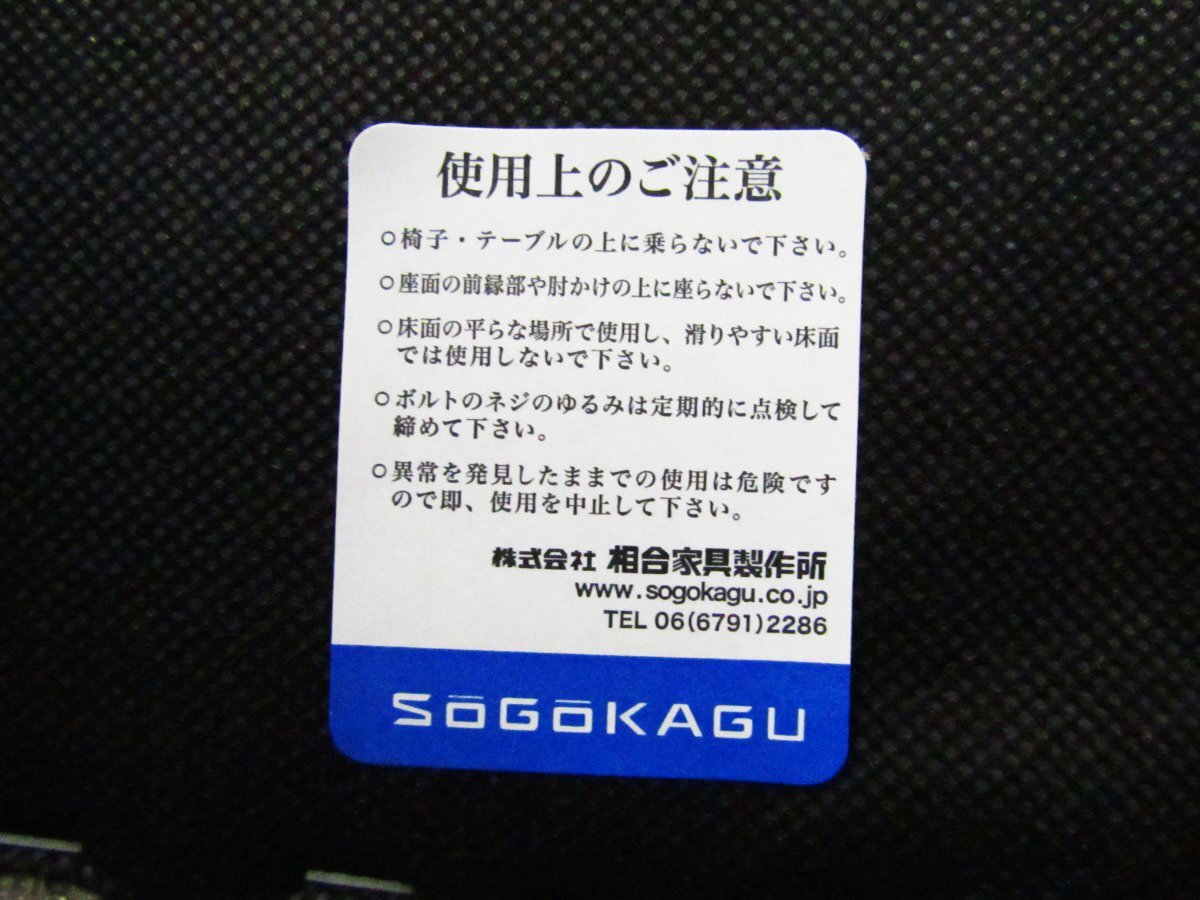 使用上のご注意
○椅子・テーブルの上に乗らないで下さい。
○座面の前縁部や肘かけの上に座らないで下さい。
○床面の平らな場所で使用し、滑りやすい床面
では使用しないで下さい。
○ボルトのネジのゆるみは定期的に点検して
締めて下さい。
○異常を発見したままでの使用は危険です
ので即、使用を中止して下さい。
株式会社 相合家具製作所
www.sogokagu.co.jp
TEL 06(6791)2286
SōGōKAGU